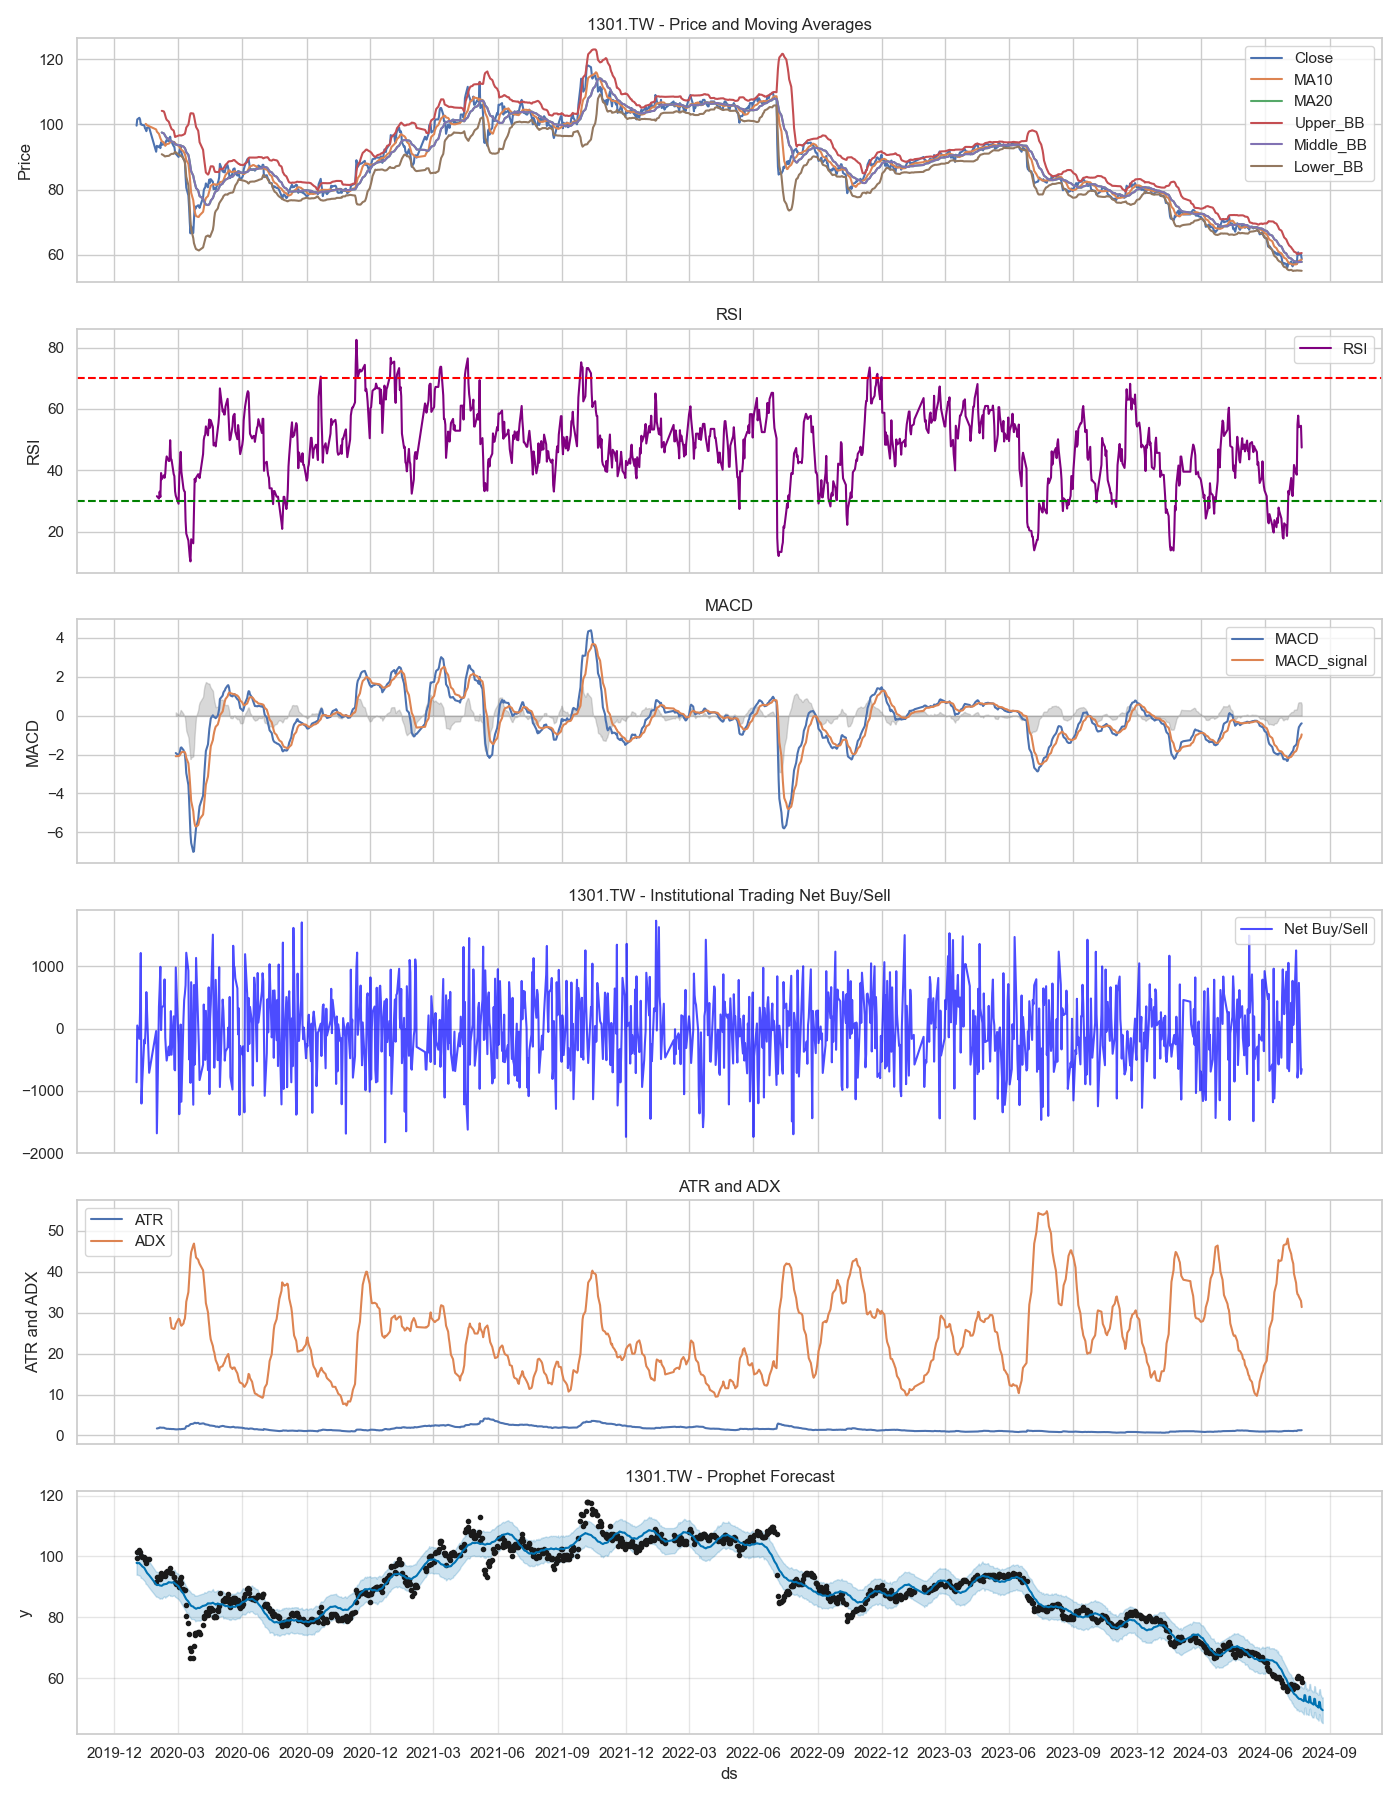 1301.TW - Price and Moving Averages
120
100
80
60
Price
Close
MA10
MA20
Upper_BB
Middle_BB
Lower_BB
RSI
80
60
40
20
RSI
RSI
MACD
4
2
0
−2
−4
−6
MACD
MACD
MACD_signal
1301.TW - Institutional Trading Net Buy/Sell
1000
0
−1000
−2000
Net Buy/Sell
ATR and ADX
50
40
30
20
10
0
ATR and ADX
ATR
ADX
1301.TW - Prophet Forecast
120
100
80
60
y
2019-12 2020-03 2020-06 2020-09 2020-12 2021-03 2021-06 2021-09 2021-12 2022-03 2022-06 2022-09 2022-12 2023-03 2023-06 2023-09 2023-12 2024-03 2024-06 2024-09
ds